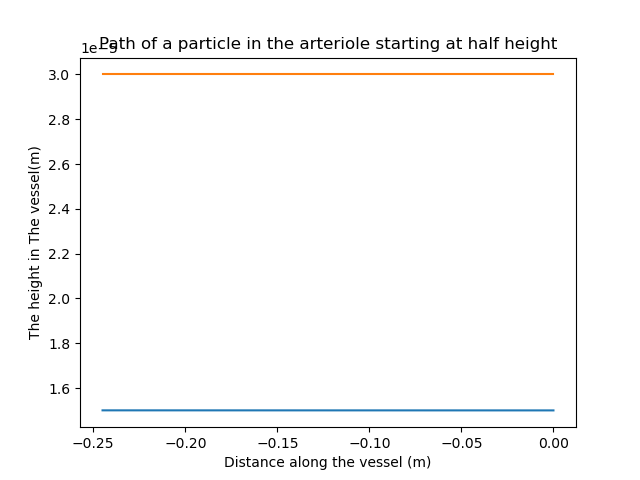 Path of a particle in the arteriole starting at half height
3.0
2.8
2.6
2.4
2.2
2.0
1.8
1.6
The height in The vessel(m)
−0.25 −0.20 −0.15 −0.10 −0.05 0.00
Distance along the vessel (m)